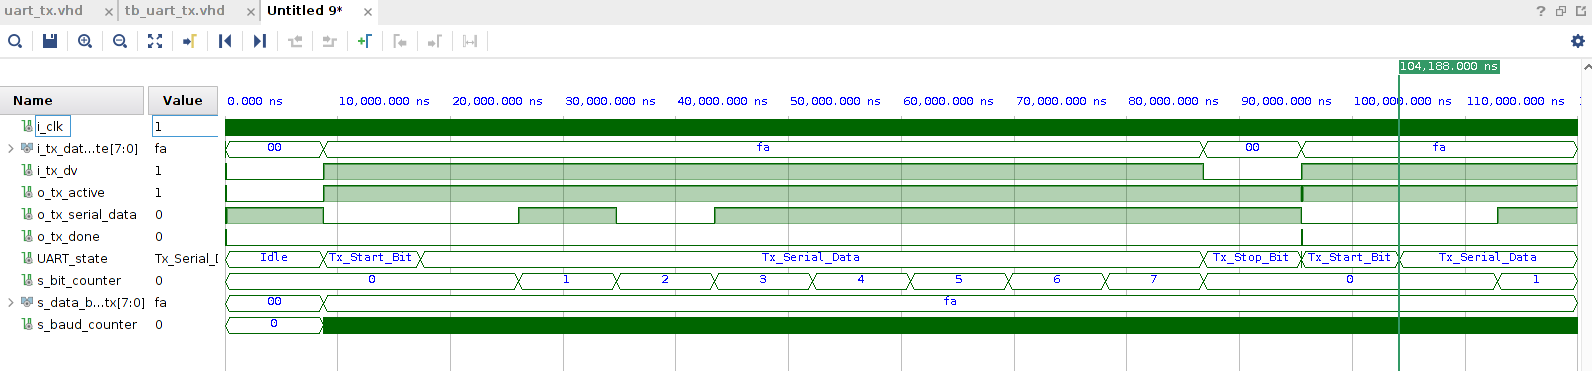 uart_tx.vhd × tb_uart_tx.vhd × Untitled 9* ×
?
104,188.000 ns
Name Value 0.000 ns 10,000.000 ns 20,000.000 ns 30,000.000 ns 40,000.000 ns 50,000.000 ns 60,000.000 ns 70,000.000 ns 80,000.000 ns 90,000.000 ns 100,000.000 ns 110,000.000 ns
i_clk 1
i_tx_dat...te[7:0] fa 00 fa 00 fa
i_tx_dv 1
o_tx_active 1
o_tx_serial_data 0
o_tx_done 0
UART_state Tx_Serial_D Idle Tx_Start_Bit Tx_Serial_Data Tx_Stop_Bit Tx_Start_Bit Tx_Serial_Data
s_bit_counter 0 0 1 2 3 4 5 6 7 0 1
s_data_b...tx[7:0] fa 00 fa
s_baud_counter 0 0